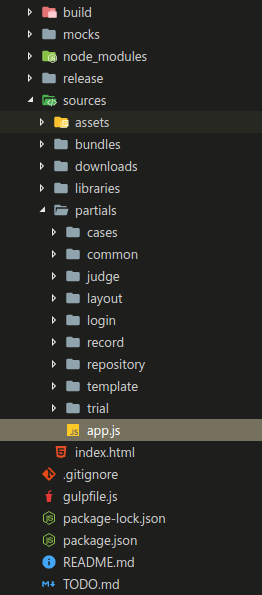 build
mocks
node_modules
release
sources
assets
bundles
downloads
libraries
partials
cases
common
judge
layout
login
record
repository
template
trial
JS app.js
index.html
.gitignore
gulpfile.js
package-lock.json
package.json
README.md
TODO.md